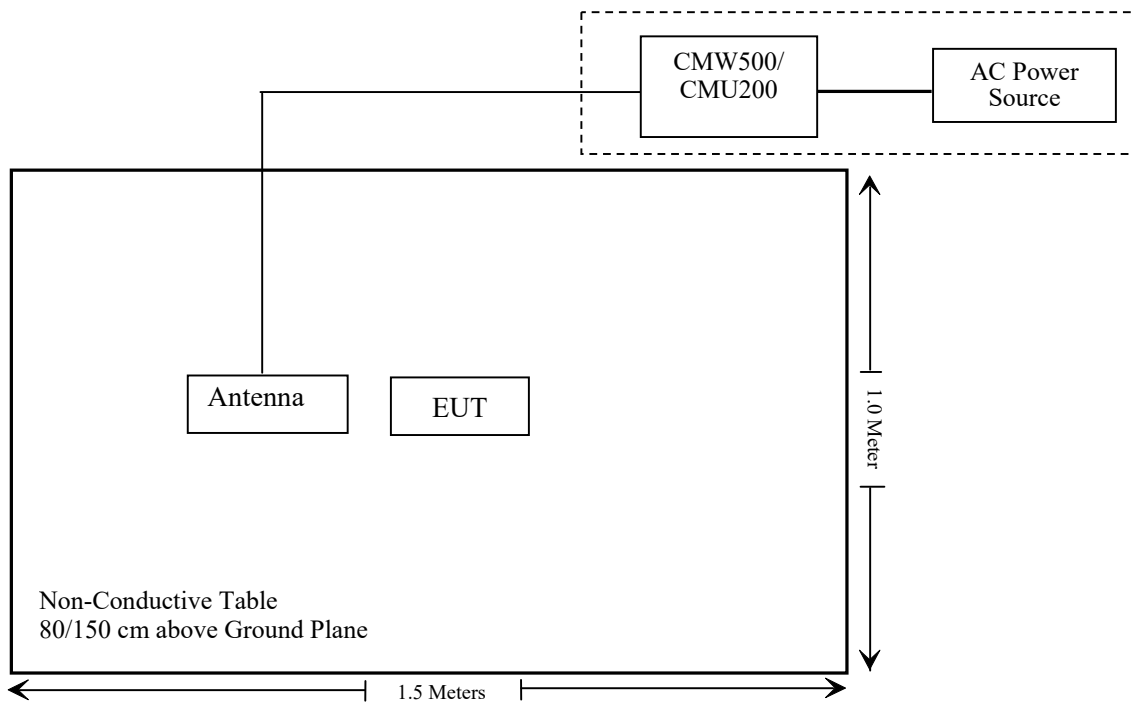 CMW500/
CMU200
AC Power
Source
Antenna
EUT
1.0 Meter
Non-Conductive Table
80/150 cm above Ground Plane
1.5 Meters